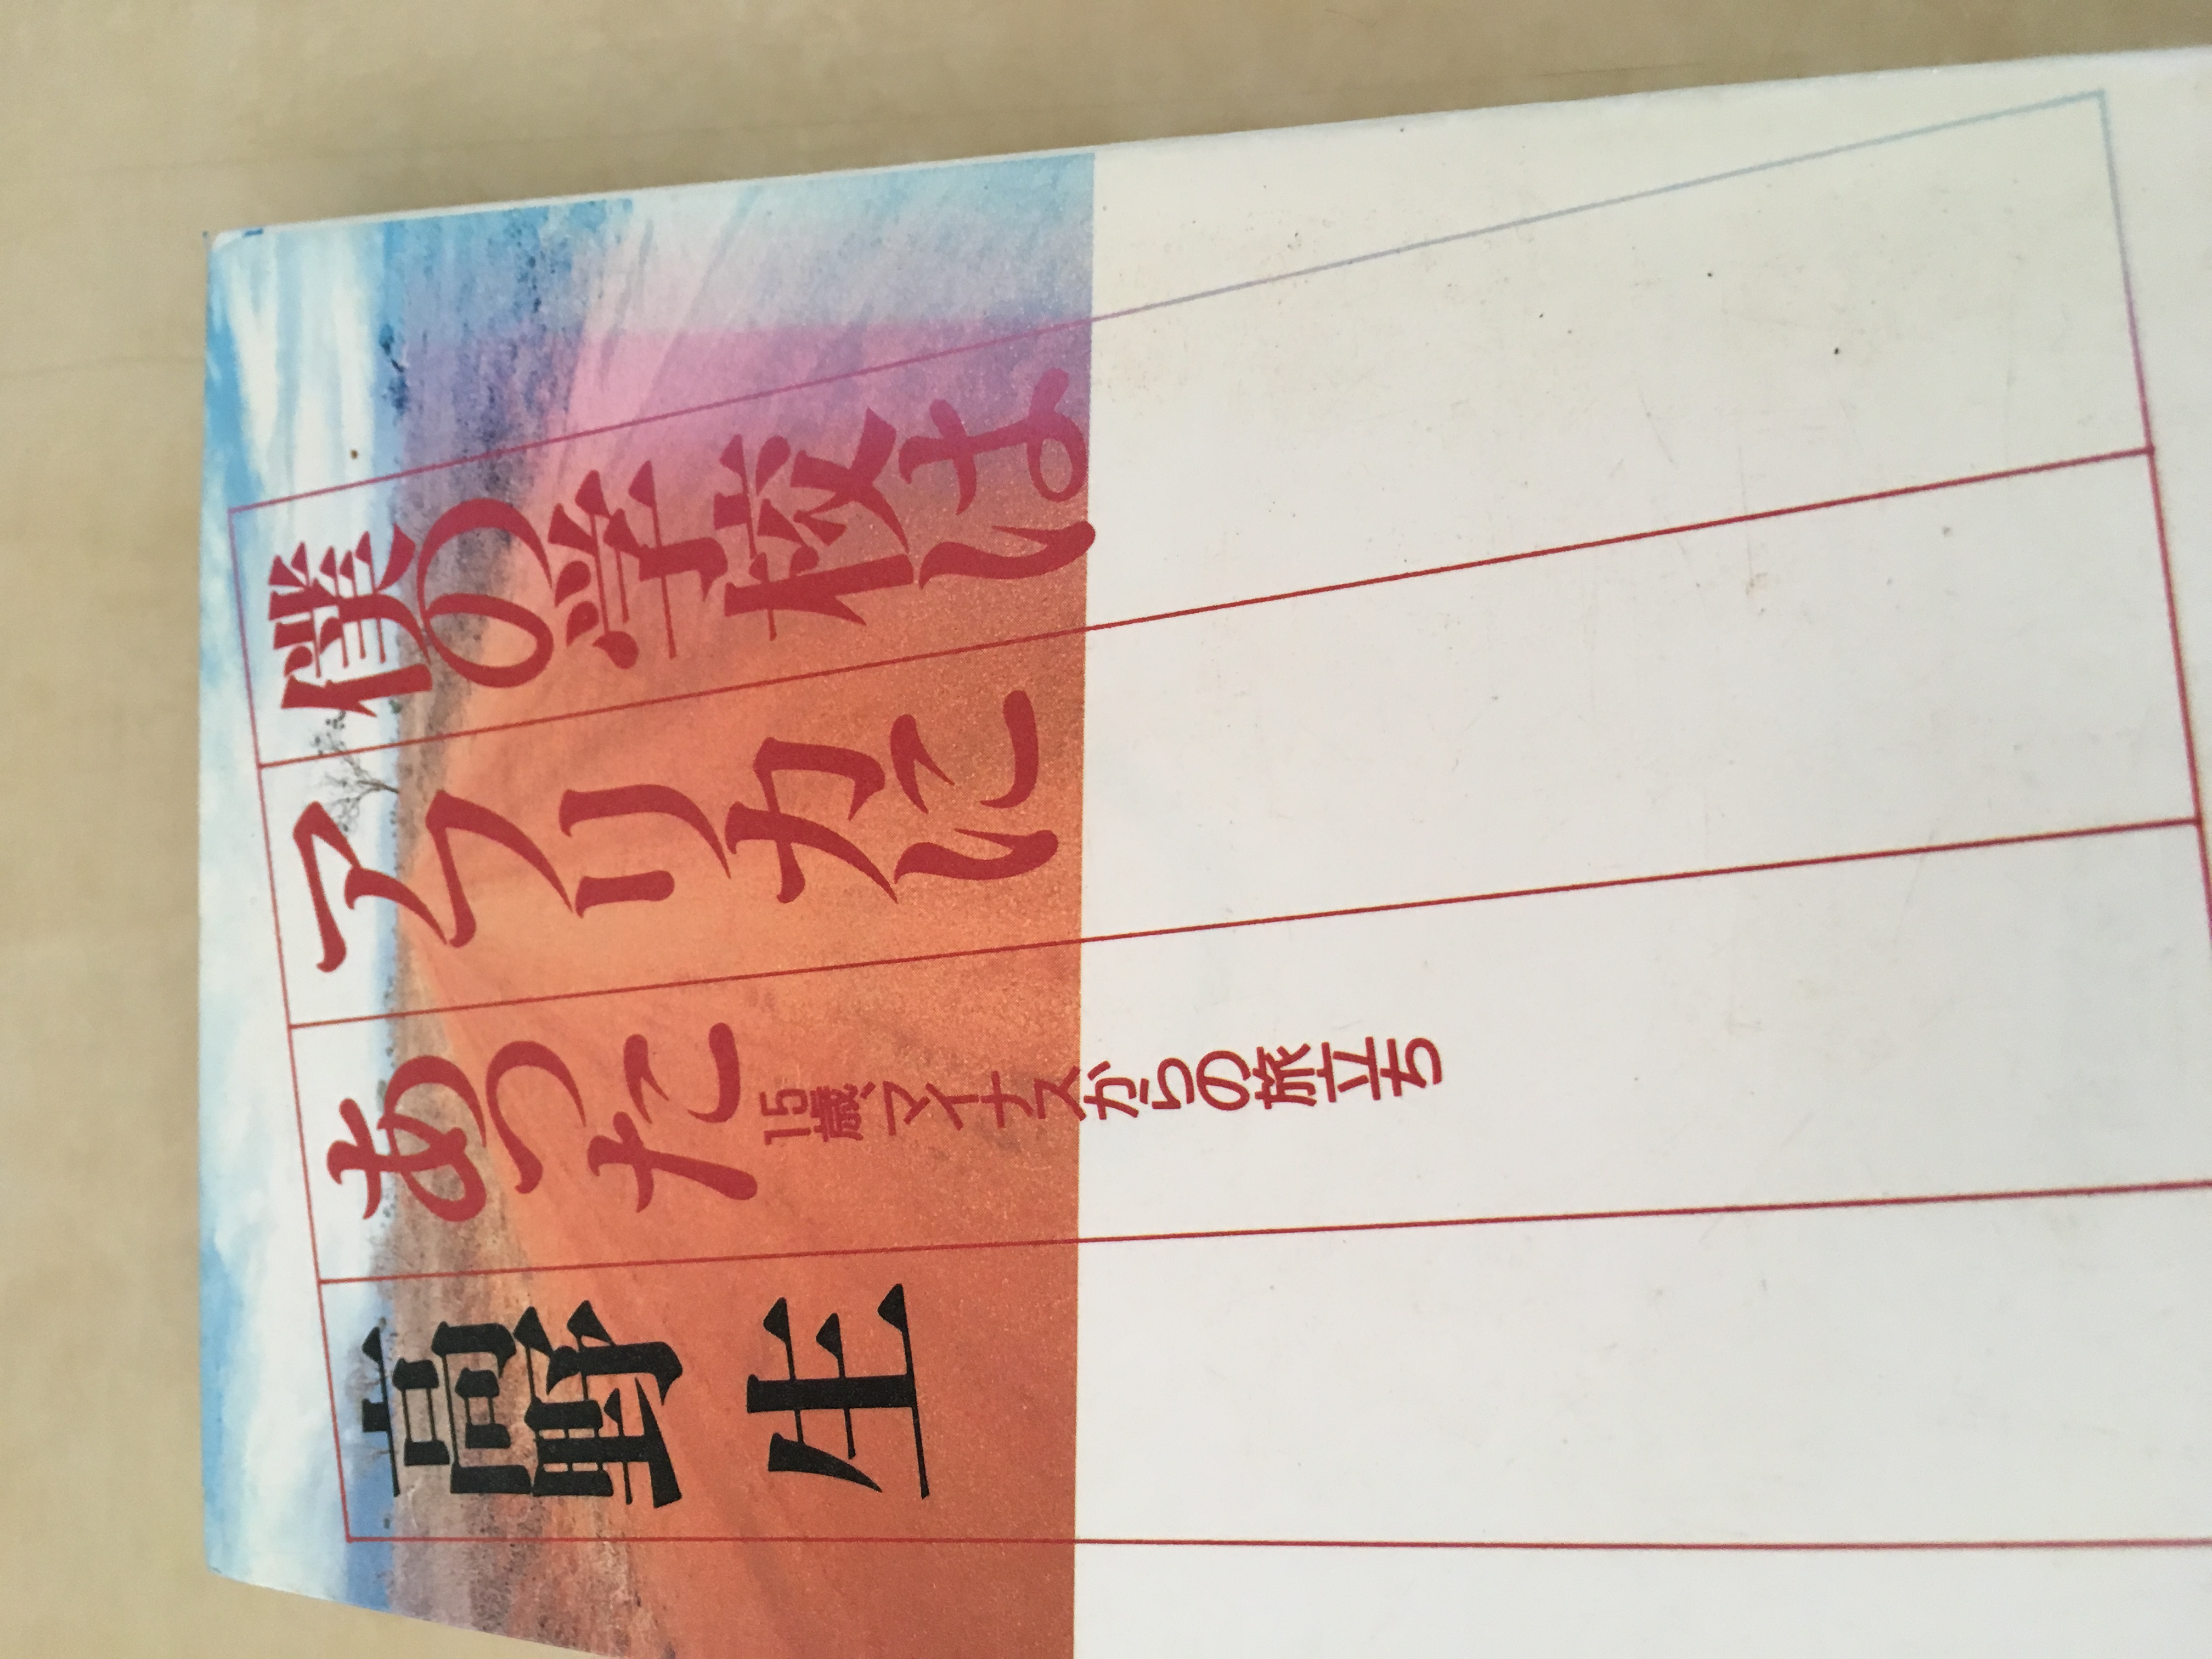 僕の学校は
アフリカに
あった
15歳、マイナスからの旅立ち
高野 生